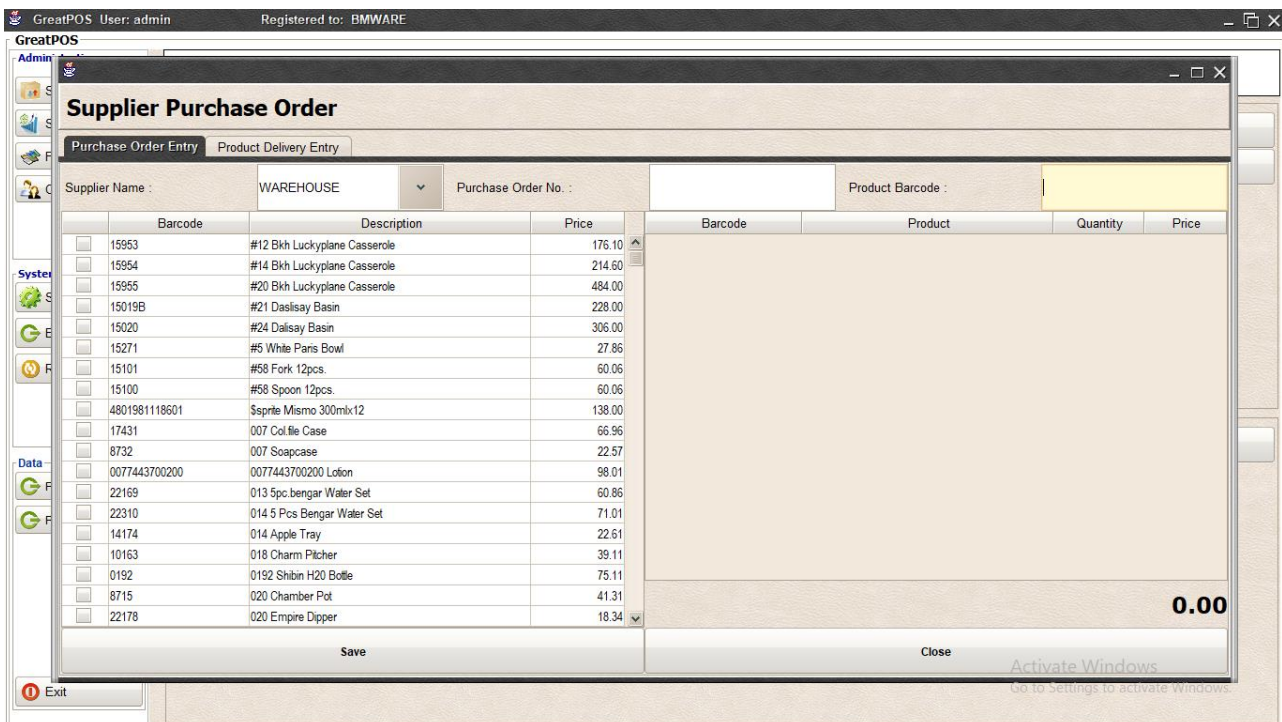 GreatPOS User: admin Registered to: BMWARE
GreatPOS
Supplier Purchase Order
Purchase Order Entry Product Delivery Entry
Supplier Name : WAREHOUSE Purchase Order No. : Product Barcode :
Barcode Description Price Barcode Product Quantity Price
15953 #12 Bkh Luckyplane Casserole 176.10
15954 #14 Bkh Luckyplane Casserole 214.60
15955 #20 Bkh Luckyplane Casserole 484.00
15019B #21 Daslisay Basin 228.00
15020 #24 Dalisay Basin 306.00
15271 #5 White Paris Bowl 27.86
15101 #58 Fork 12pcs. 60.06
15100 #58 Spoon 12pcs. 60.06
4801981118601 $sprite Mismo 300mlx12 138.00
17431 007 Col.file Case 66.96
8732 007 Soapcase 22.57
0077443700200 0077443700200 Lotion 98.01
22169 013 5pc.bengar Water Set 60.86
22310 014 5 Pcs Bengar Water Set 71.01
14174 014 Apple Tray 22.61
10163 018 Charm Pitcher 39.11
0192 0192 Shibin H20 Bottle 75.11
8715 020 Chamber Pot 41.31
22178 020 Empire Dipper 18.34
0.00
Save Close
Data
Exit
Activate Windows
Go to Settings to activate Windows.